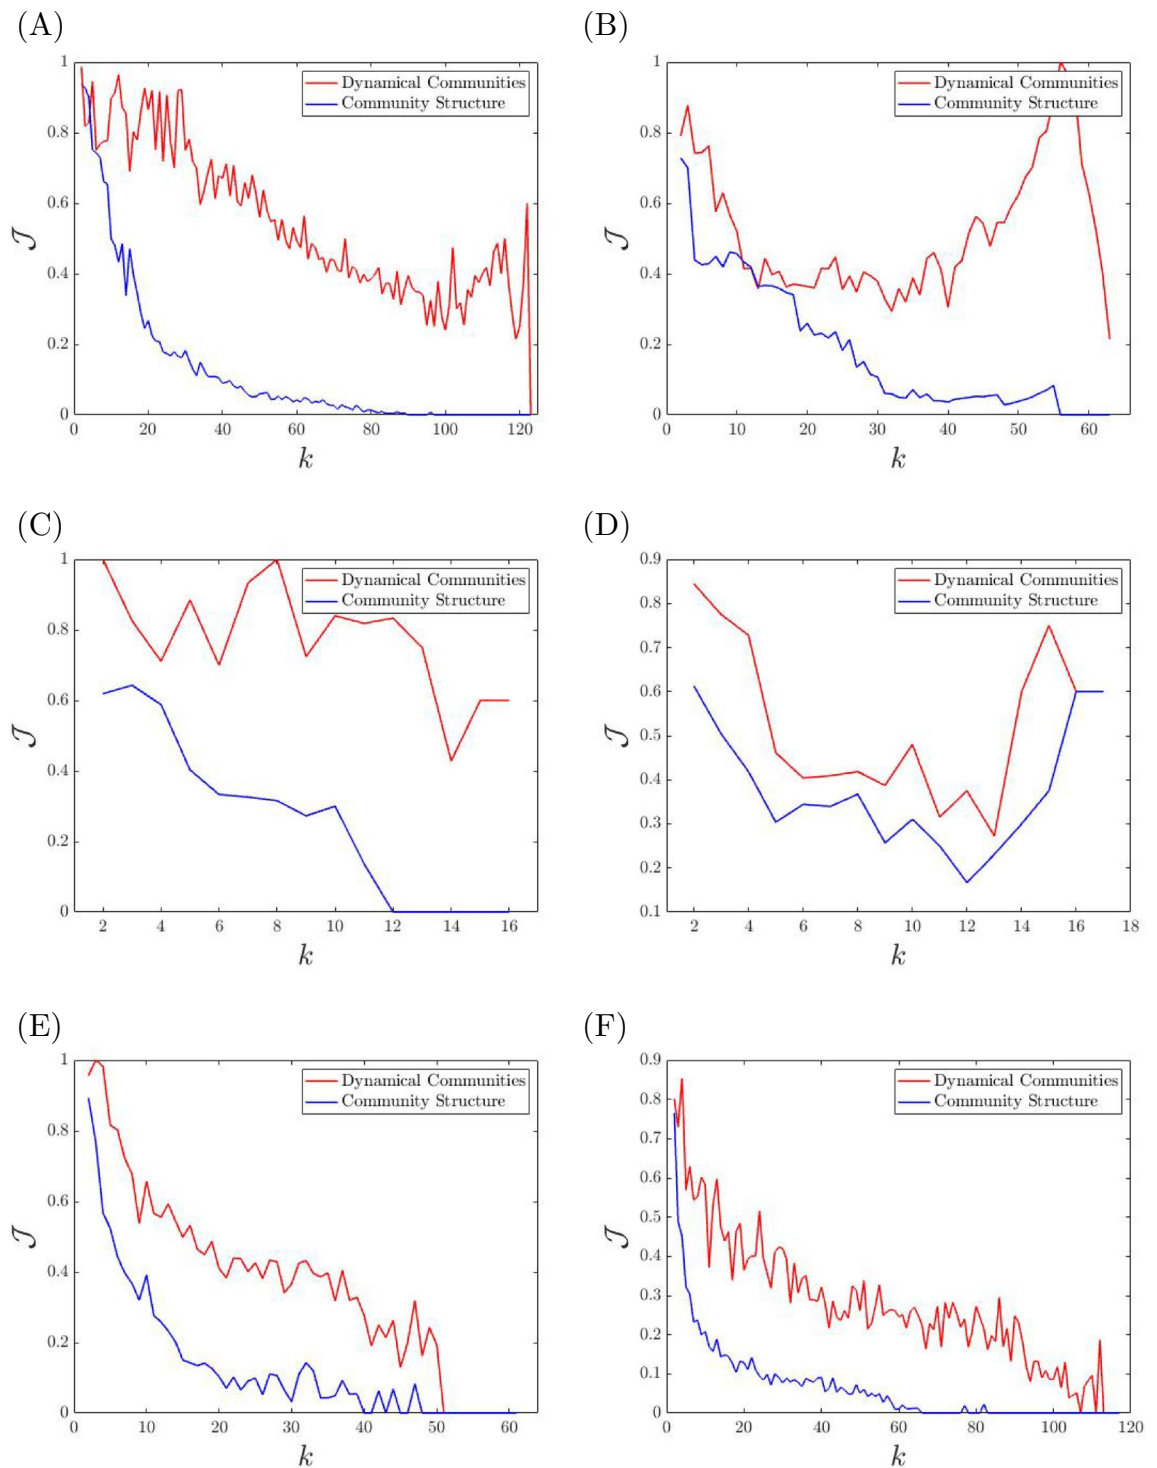 (A)
(B)
1
0.8
0.6
0.4
0.2
0
0 20 40 60 80 100 120
𝒥
k
Dynamical Communities
Community Structure
1
0.8
0.6
0.4
0.2
0
0 10 20 30 40 50 60
𝒥
k
Dynamical Communities
Community Structure
(C)
(D)
1
0.8
0.6
0.4
0.2
0
2 4 6 8 10 12 14 16
𝒥
k
Dynamical Communities
Community Structure
0.9
0.8
0.7
0.6
0.5
0.4
0.3
0.2
0.1
2 4 6 8 10 12 14 16 18
𝒥
k
Dynamical Communities
Community Structure
(E)
(F)
1
0.8
0.6
0.4
0.2
0
0 10 20 30 40 50 60
𝒥
k
Dynamical Communities
Community Structure
0.9
0.8
0.7
0.6
0.5
0.4
0.3
0.2
0.1
0
0 20 40 60 80 100 120
𝒥
k
Dynamical Communities
Community Structure